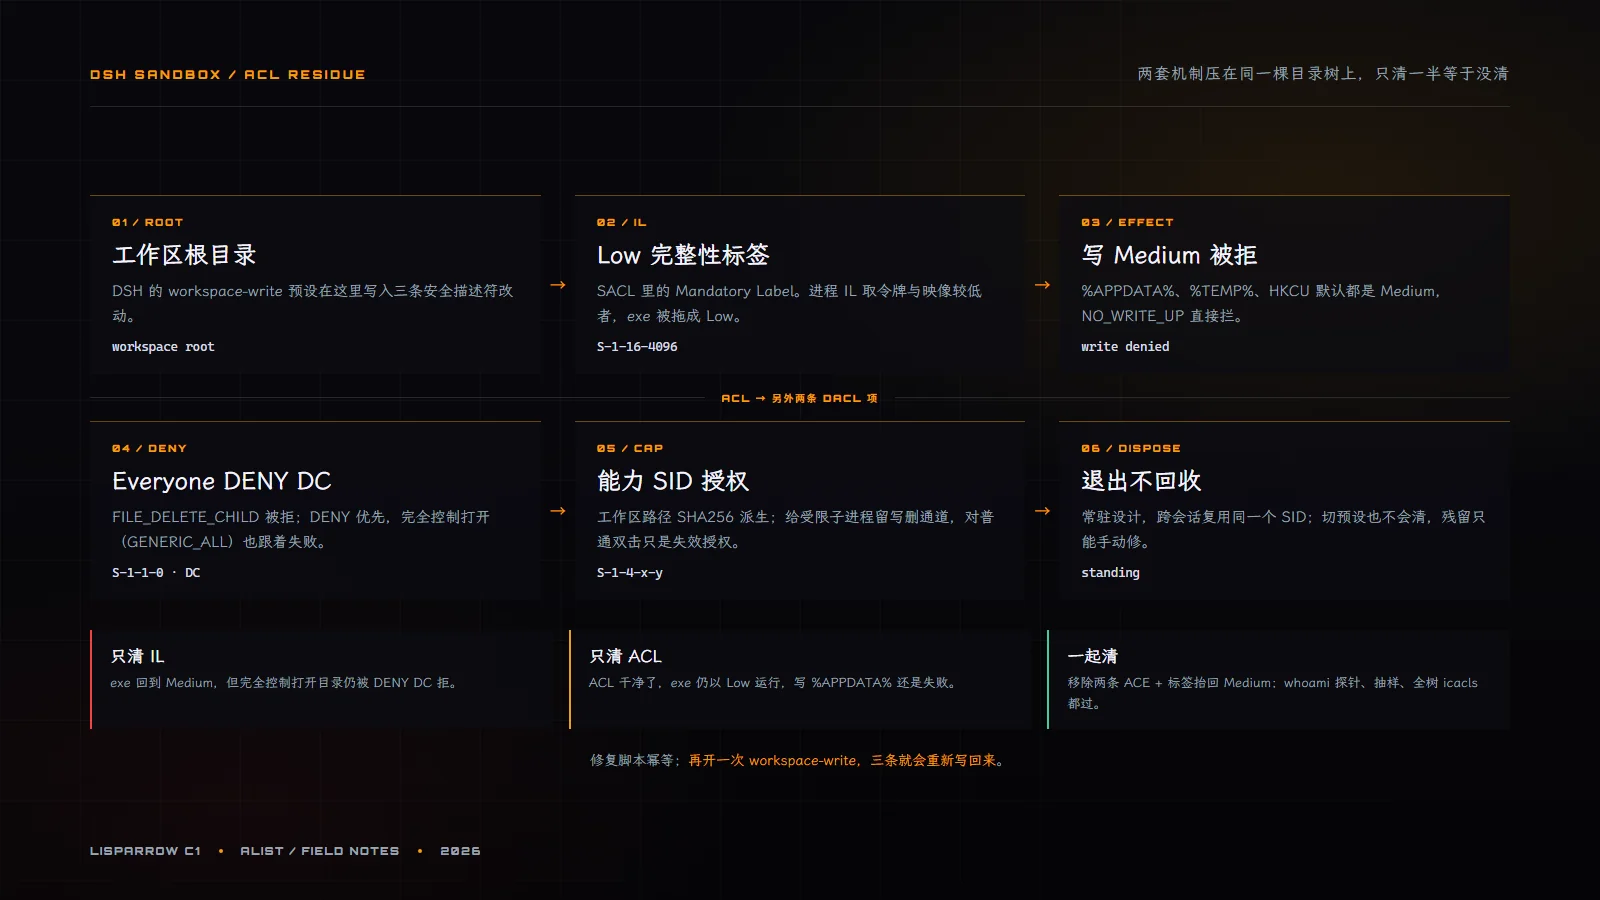 DSH SANDBOX / ACL RESIDUE
两套机制压在同一棵目录树上，只清一半等于没清
01 / ROOT
工作区根目录
DSH 的 workspace-write 预设在这里写入三条安全描述符改
动。
workspace root
→
02 / IL
Low 完整性标签
SACL 里的 Mandatory Label。进程 IL 取令牌与映像较低
者，exe 被拖成 Low。
S-1-16-4096
→
03 / EFFECT
写 Medium 被拒
%APPDATA%、%TEMP%、HKCU 默认都是 Medium，
NO_WRITE_UP 直接拦。
write denied
ACL → 另外两条 DACL 项
04 / DENY
Everyone DENY DC
FILE_DELETE_CHILD 被拒；DENY 优先，完全控制打开
（GENERIC_ALL）也跟着失败。
S-1-1-0 · DC
→
05 / CAP
能力 SID 授权
工作区路径 SHA256 派生；给受限子进程留写删通道，对普
通双击只是失效授权。
S-1-4-x-y
→
06 / DISPOSE
退出不回收
常驻设计，跨会话复用同一个 SID；切预设也不会清，残留只
能手动修。
standing
只清 IL
exe 回到 Medium，但完全控制打开目录仍被 DENY DC 拒。
只清 ACL
ACL 干净了，exe 仍以 Low 运行，写 %APPDATA% 还是失败。
一起清
移除两条 ACE + 标签抬回 Medium；whoami 探针、抽样、全树 icacls
都过。
修复脚本幂等；再开一次 workspace-write，三条就会重新写回来。
LISPARROW C1 • ALIST / FIELD NOTES • 2026